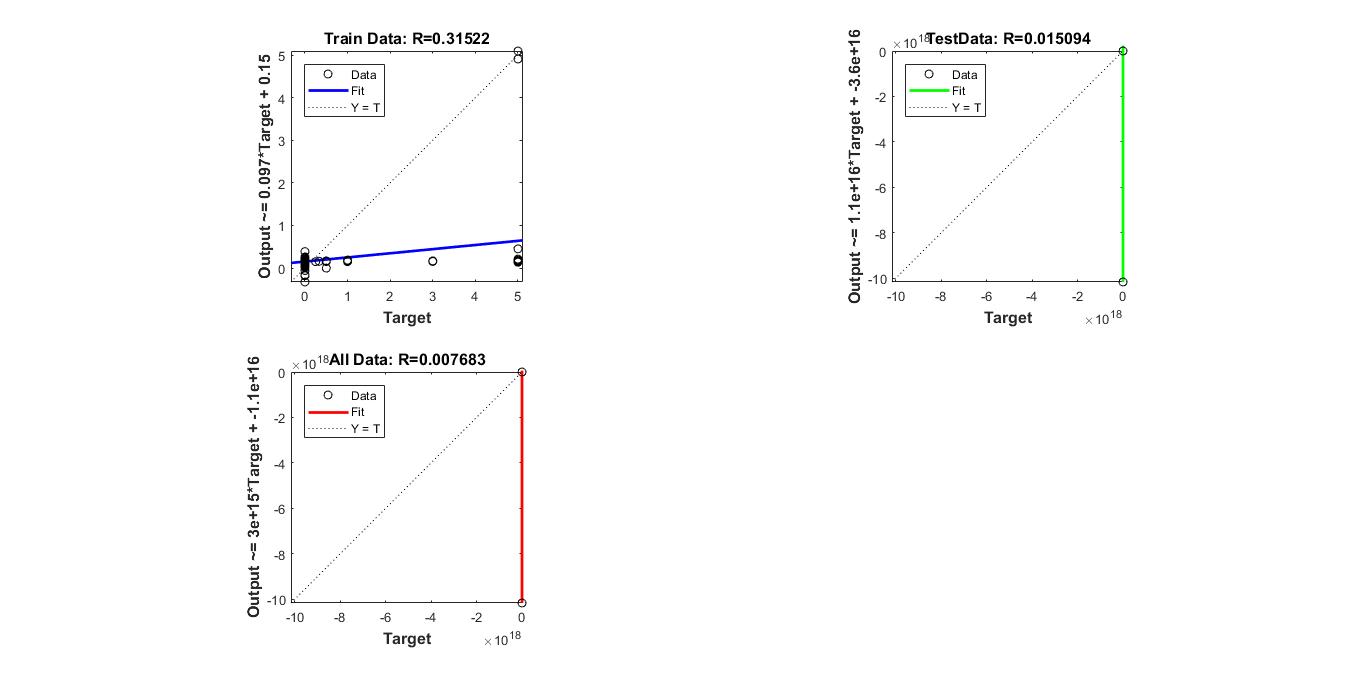 Train Data: R=0.31522
Output ~= 0.097*Target + 0.15
5
4
3
2
1
0
Data
Fit
Y = T
0
1
2
3
4
5
Target
×10^18
TestData: R=0.015094
Output ~= 1.1e+16*Target + -3.6e+16
0
-2
-4
-6
-8
-10
Data
Fit
Y = T
-10
-8
-6
-4
-2
0
Target
×10^18
×10^18
All Data: R=0.007683
Output ~= 3e+15*Target + -1.1e+16
0
-2
-4
-6
-8
-10
Data
Fit
Y = T
-10
-8
-6
-4
-2
0
Target
×10^18